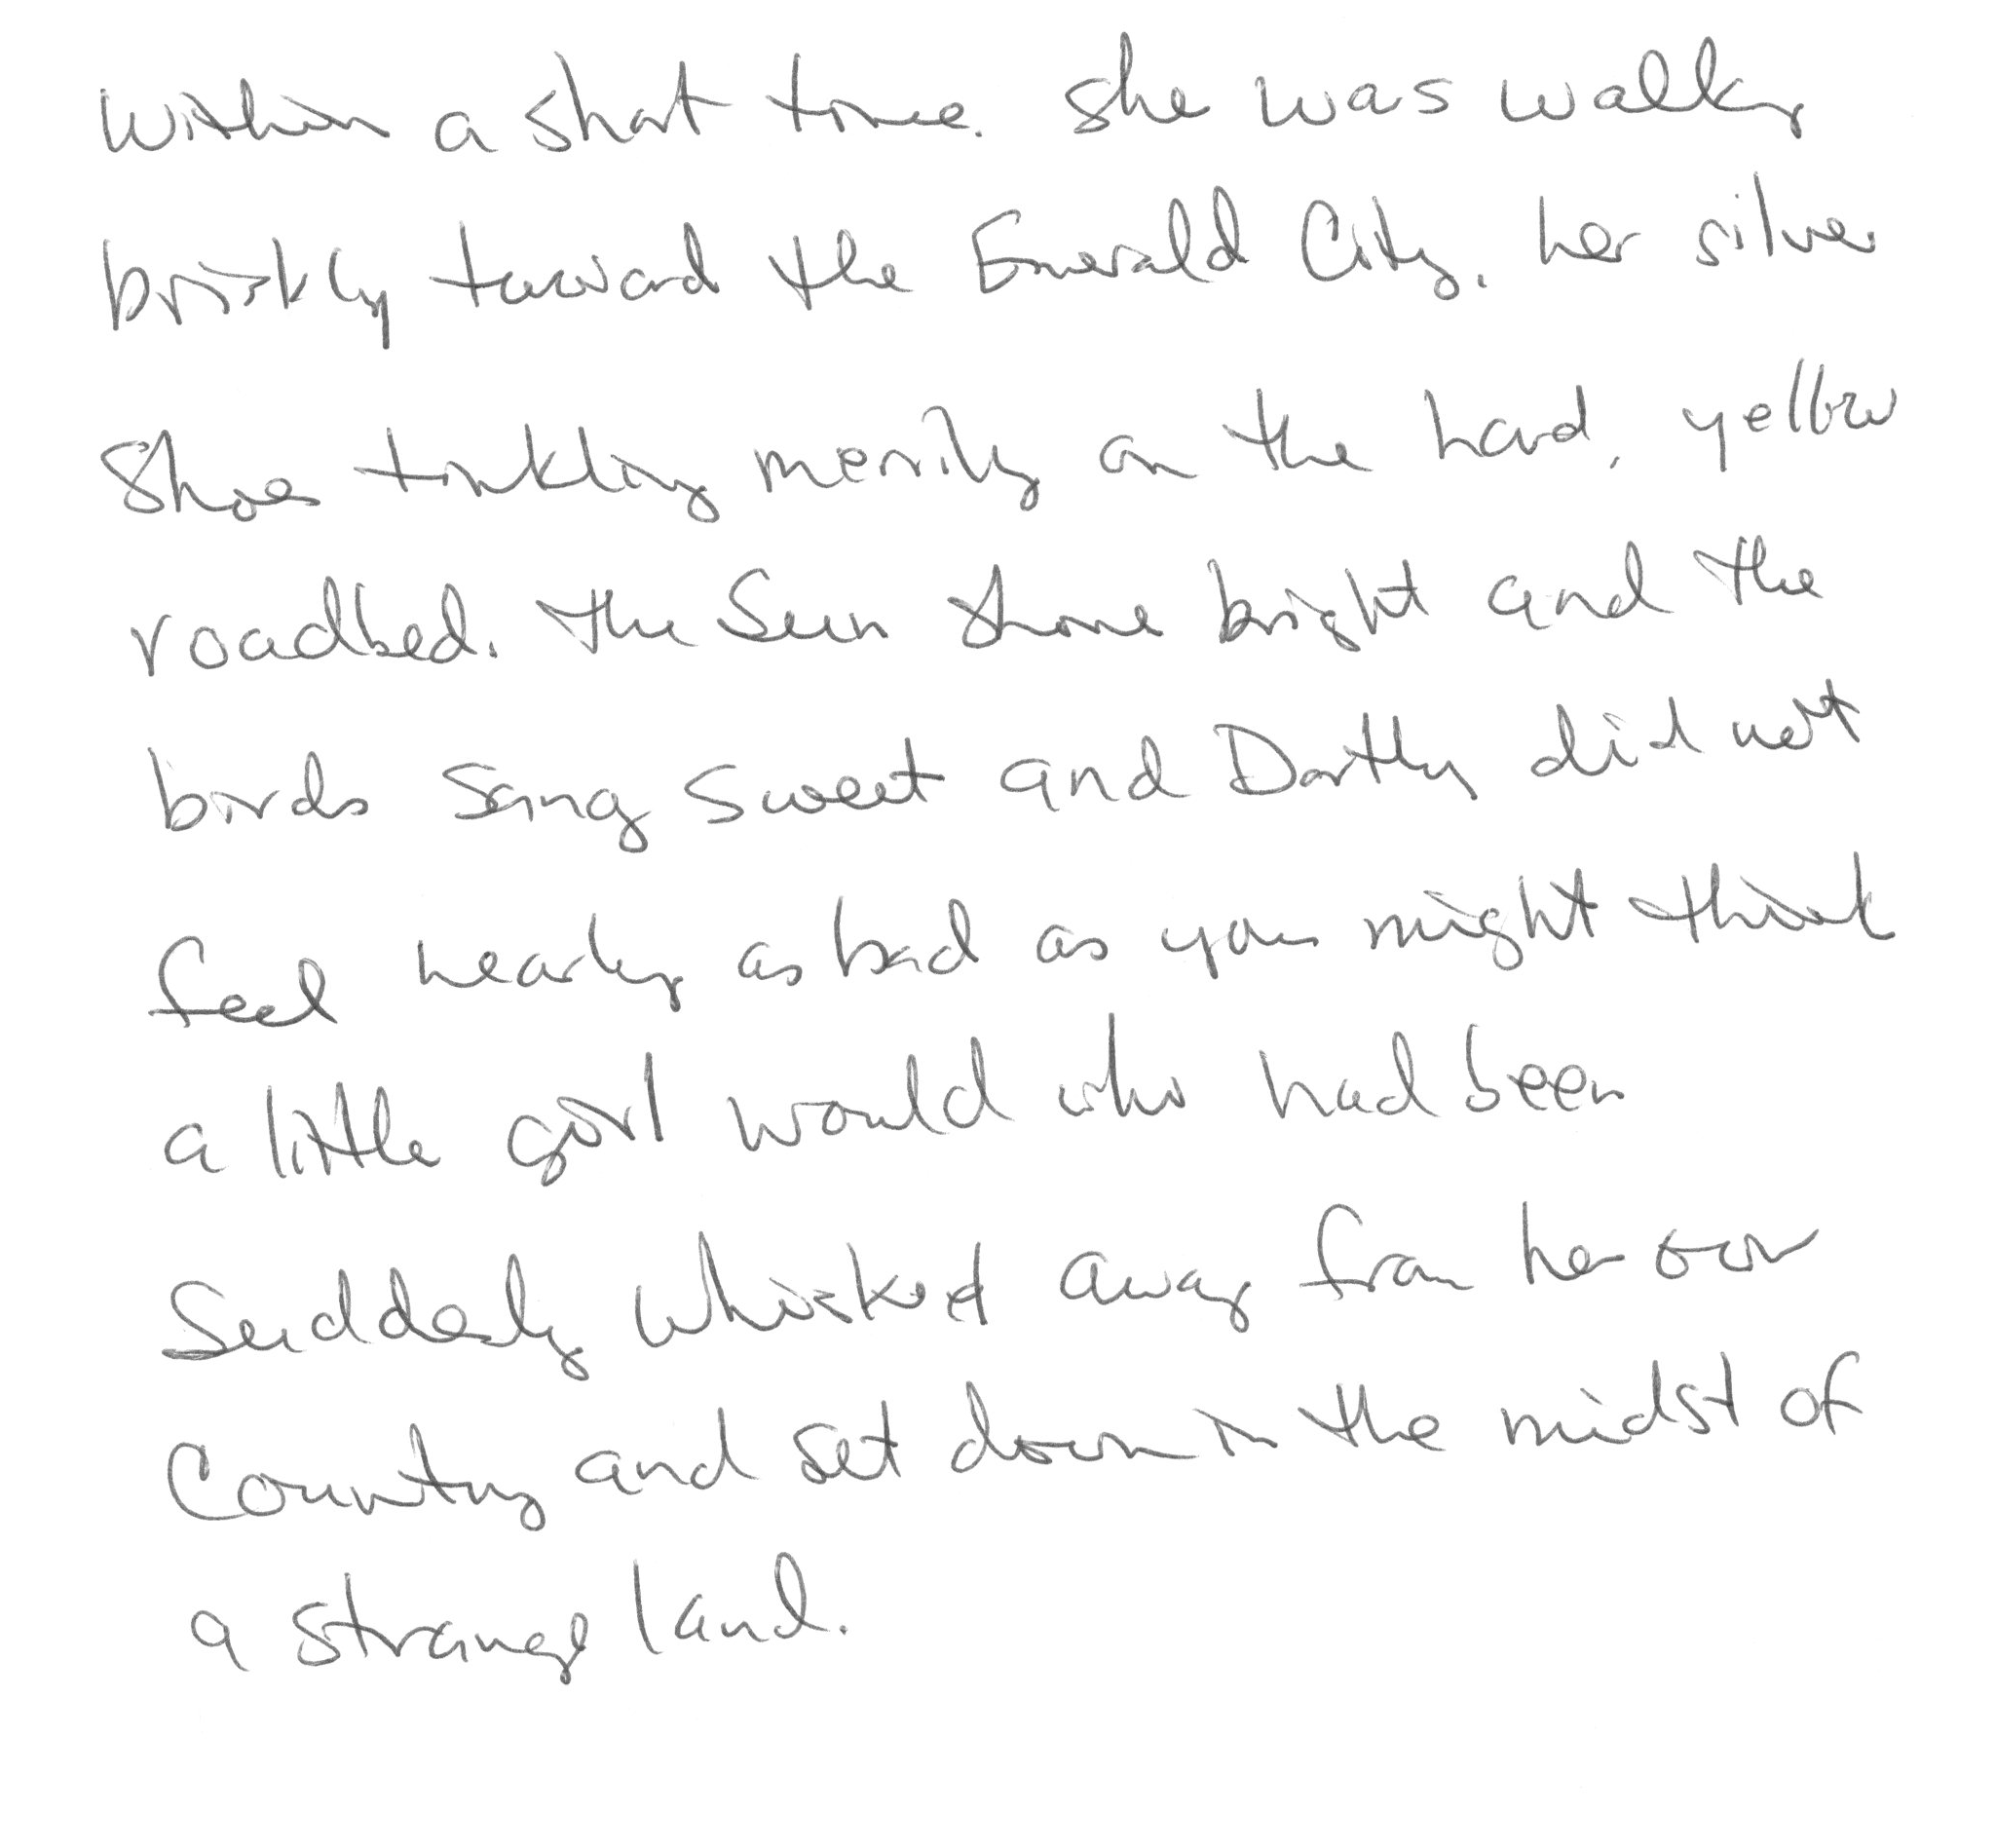 Within a short time. She was walking
briskly toward the Emerald City. her silver
Shoes tinkling merrily on the hard, yellow
roadbed. The Sun shone bright and the
birds sang sweet and Dorothy did not
feel nearly as bad as you might think
a little girl would who had been
Suddenly whisked away from her own
Country and set down in the midst of
a strange land.